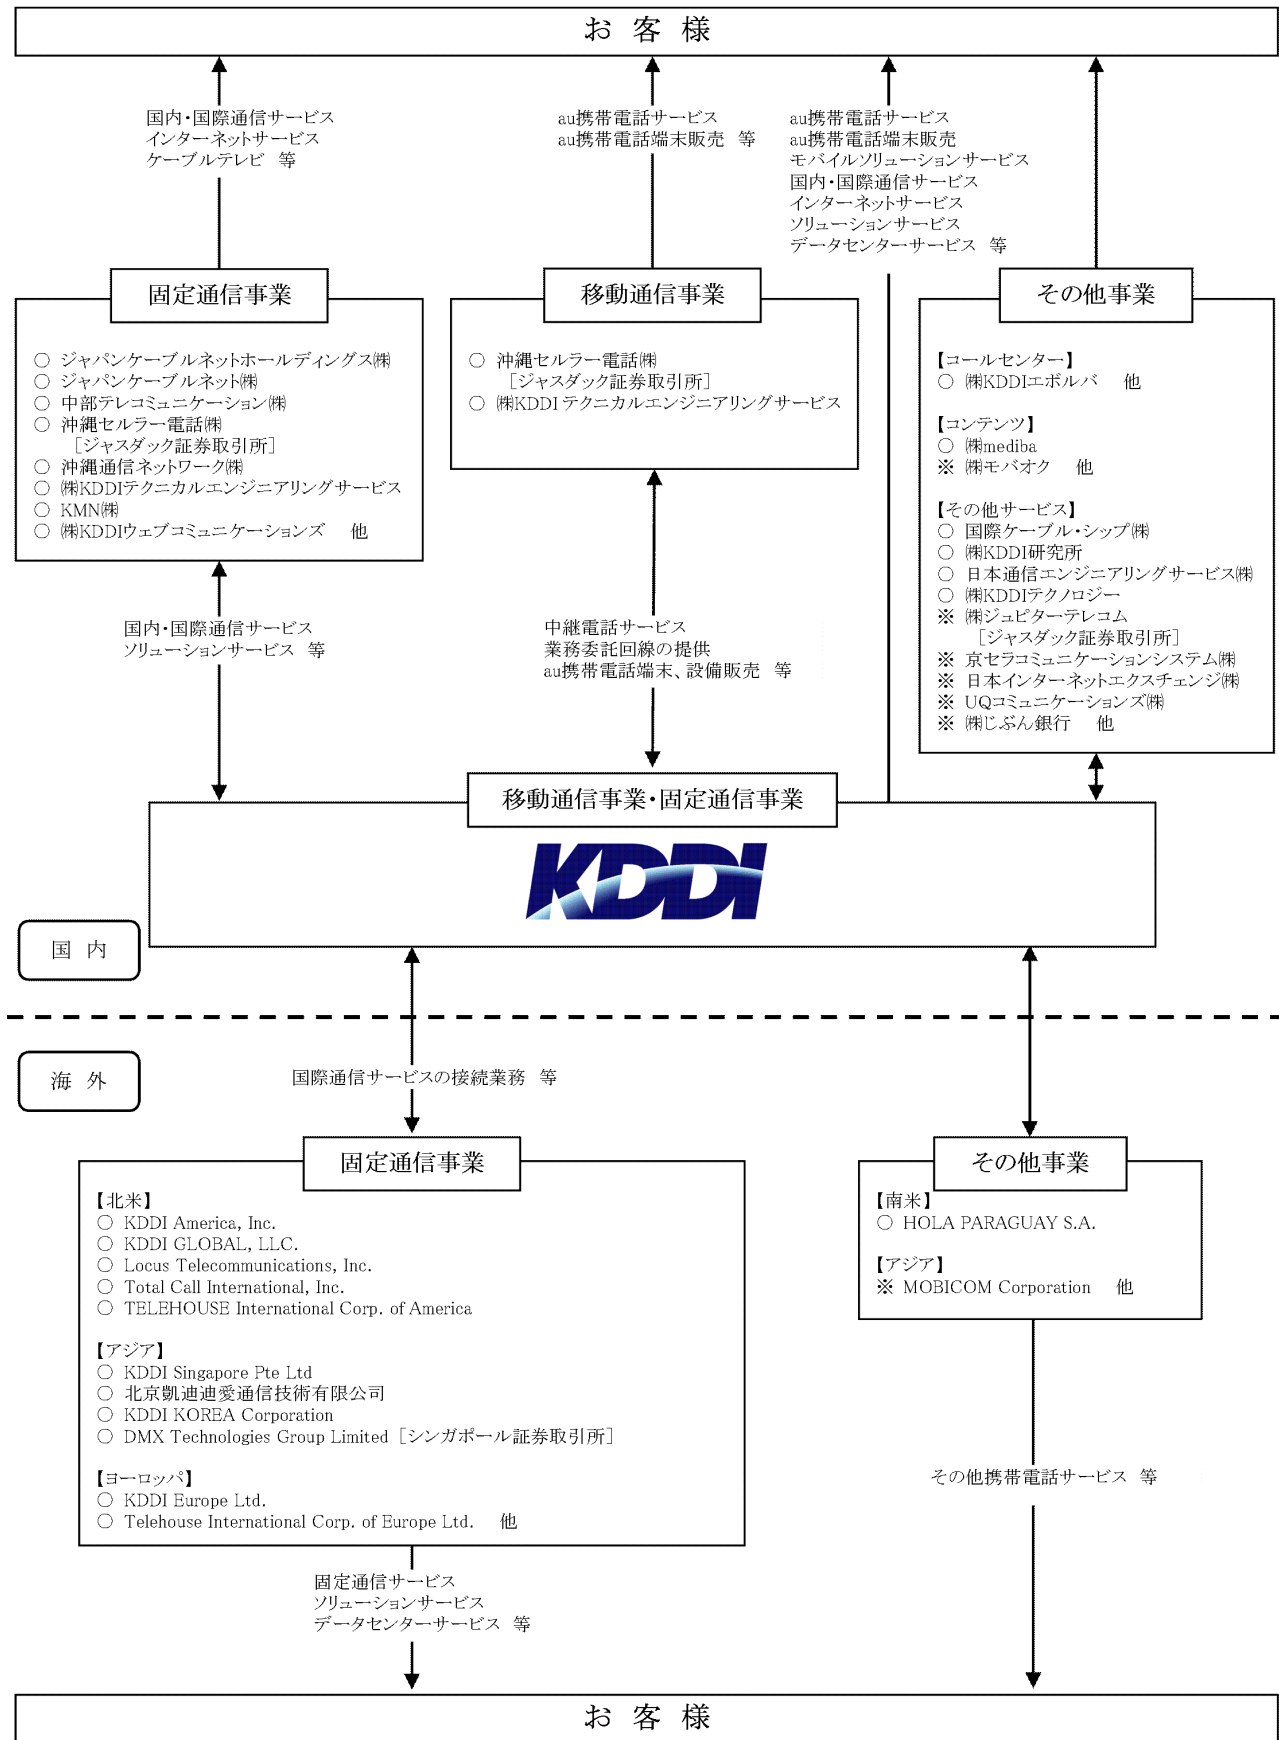 お 客 様
国内・国際通信サービス
インターネットサービス
ケーブルテレビ 等
au携帯電話サービス
au携帯電話端末販売 等
au携帯電話サービス
au携帯電話端末販売
モバイルソリューションサービス
国内・国際通信サービス
インターネットサービス
ソリューションサービス
データセンターサービス 等
固定通信事業
○ ジャパンケーブルネットホールディングス㈱
○ ジャパンケーブルネット㈱
○ 中部テレコミュニケーション㈱
○ 沖縄セルラー電話㈱
［ジャスダック証券取引所］
○ 沖縄通信ネットワーク㈱
○ ㈱KDDIテクニカルエンジニアリングサービス
○ KMN㈱
○ ㈱KDDIウェブコミュニケーションズ 他
移動通信事業
○ 沖縄セルラー電話㈱
［ジャスダック証券取引所］
○ ㈱KDDIテクニカルエンジニアリングサービス
その他事業
【コールセンター】
○ ㈱KDDIエボルバ 他
【コンテンツ】
○ ㈱mediba
※ ㈱モバオク 他
【その他サービス】
○ 国際ケーブル・シップ㈱
○ ㈱KDDI研究所
○ 日本通信エンジニアリングサービス㈱
○ ㈱KDDIテクノロジー
※ ㈱ジュピターテレコム
［ジャスダック証券取引所］
※ 京セラコミュニケーションシステム㈱
※ 日本インターネットエクスチェンジ㈱
※ UQコミュニケーションズ㈱
※ ㈱じぶん銀行 他
国内・国際通信サービス
ソリューションサービス 等
中継電話サービス
業務委託回線の提供
au携帯電話端末、設備販売 等
移動通信事業・固定通信事業
KDDI
国 内
海 外
国際通信サービスの接続業務 等
固定通信事業
【北米】
○ KDDI America, Inc.
○ KDDI GLOBAL, LLC.
○ Locus Telecommunications, Inc.
○ Total Call International, Inc.
○ TELEHOUSE International Corp. of America
【アジア】
○ KDDI Singapore Pte Ltd
○ 北京凱迪迪愛通信技術有限公司
○ KDDI KOREA Corporation
○ DMX Technologies Group Limited［シンガポール証券取引所］
【ヨーロッパ】
○ KDDI Europe Ltd.
○ Telehouse International Corp. of Europe Ltd. 他
その他事業
【南米】
○ HOLA PARAGUAY S.A.
【アジア】
※ MOBICOM Corporation 他
その他携帯電話サービス 等
固定通信サービス
ソリューションサービス
データセンターサービス 等
お 客 様